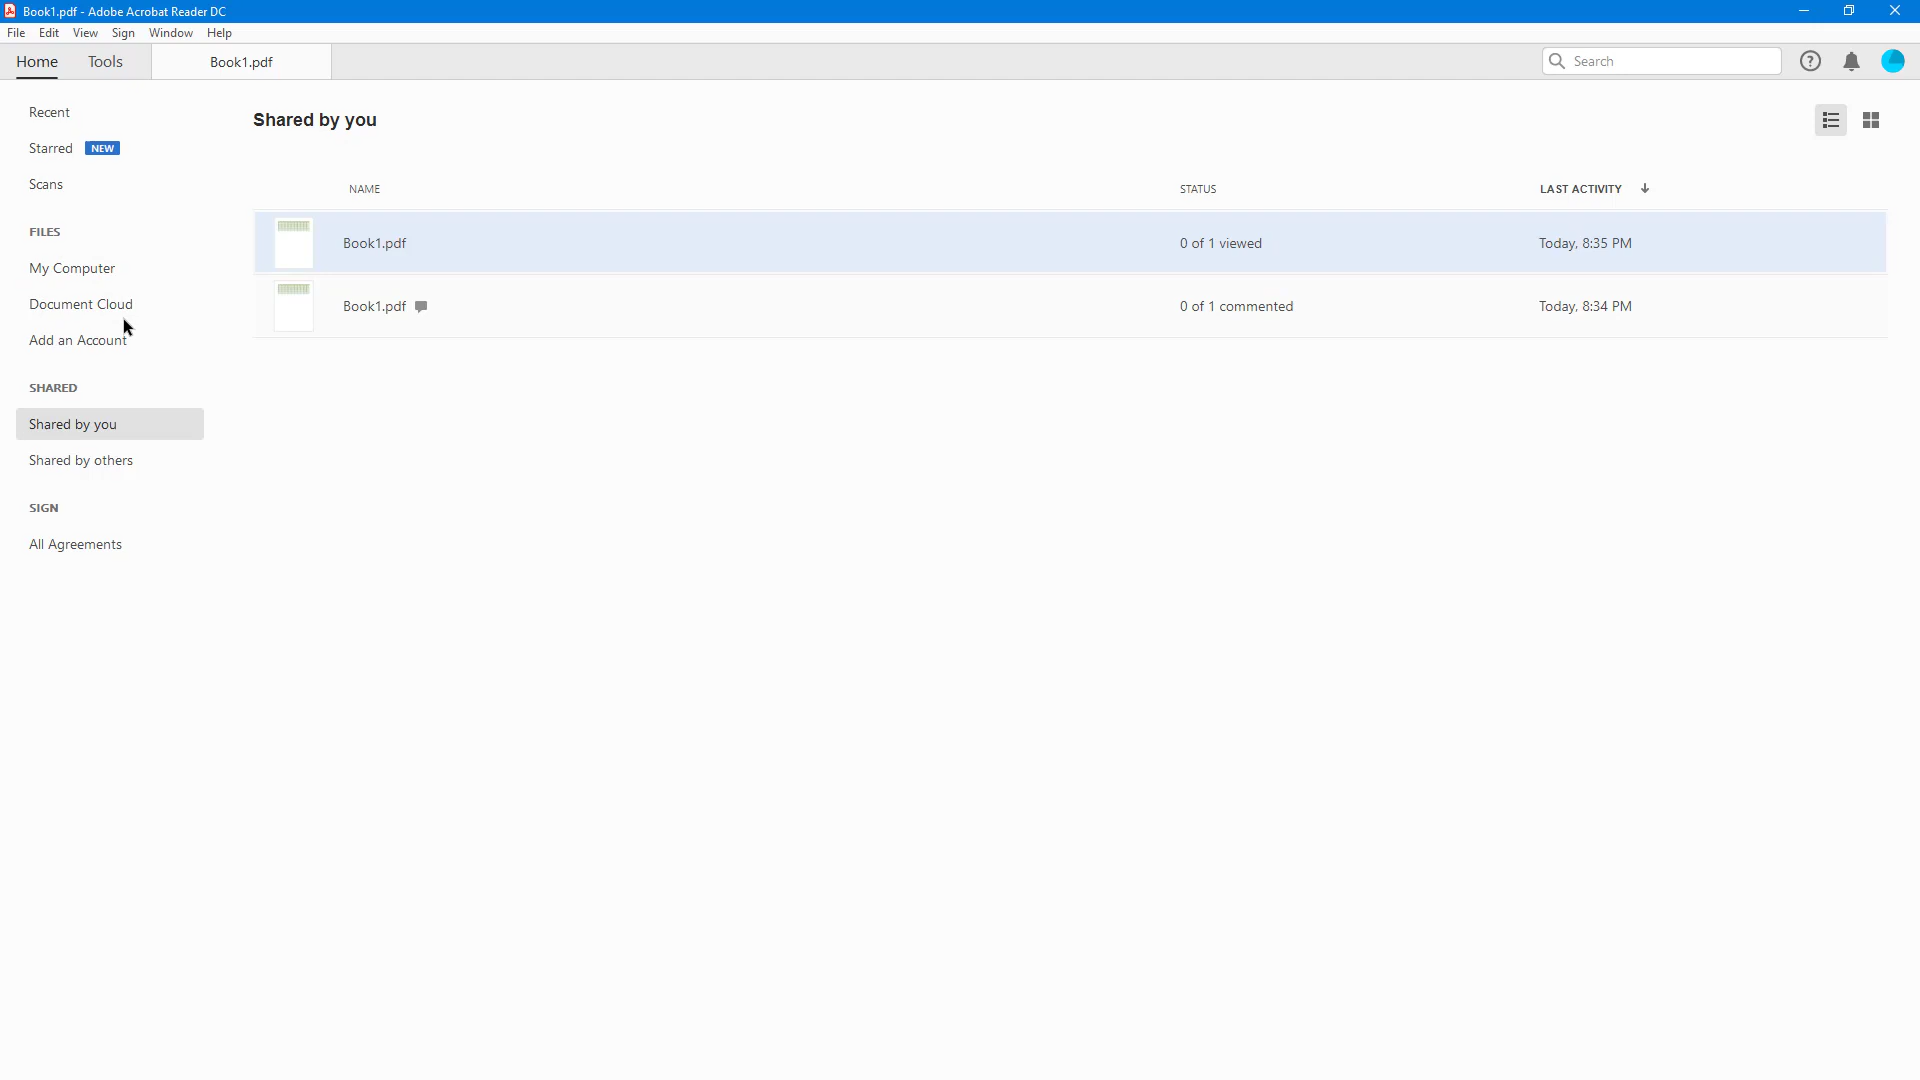 Book1.pdf - Adobe Acrobat Reader DC
File Edit View Sign Window Help
Home Tools Book1.pdf Search
Recent
Starred NEW
Scans
FILES
My Computer
Document Cloud
Add an Account
SHARED
Shared by you
Shared by others
SIGN
All Agreements
Shared by you
NAME STATUS LAST ACTIVITY
Book1.pdf 0 of 1 viewed Today, 8:35 PM
Book1.pdf 0 of 1 commented Today, 8:34 PM